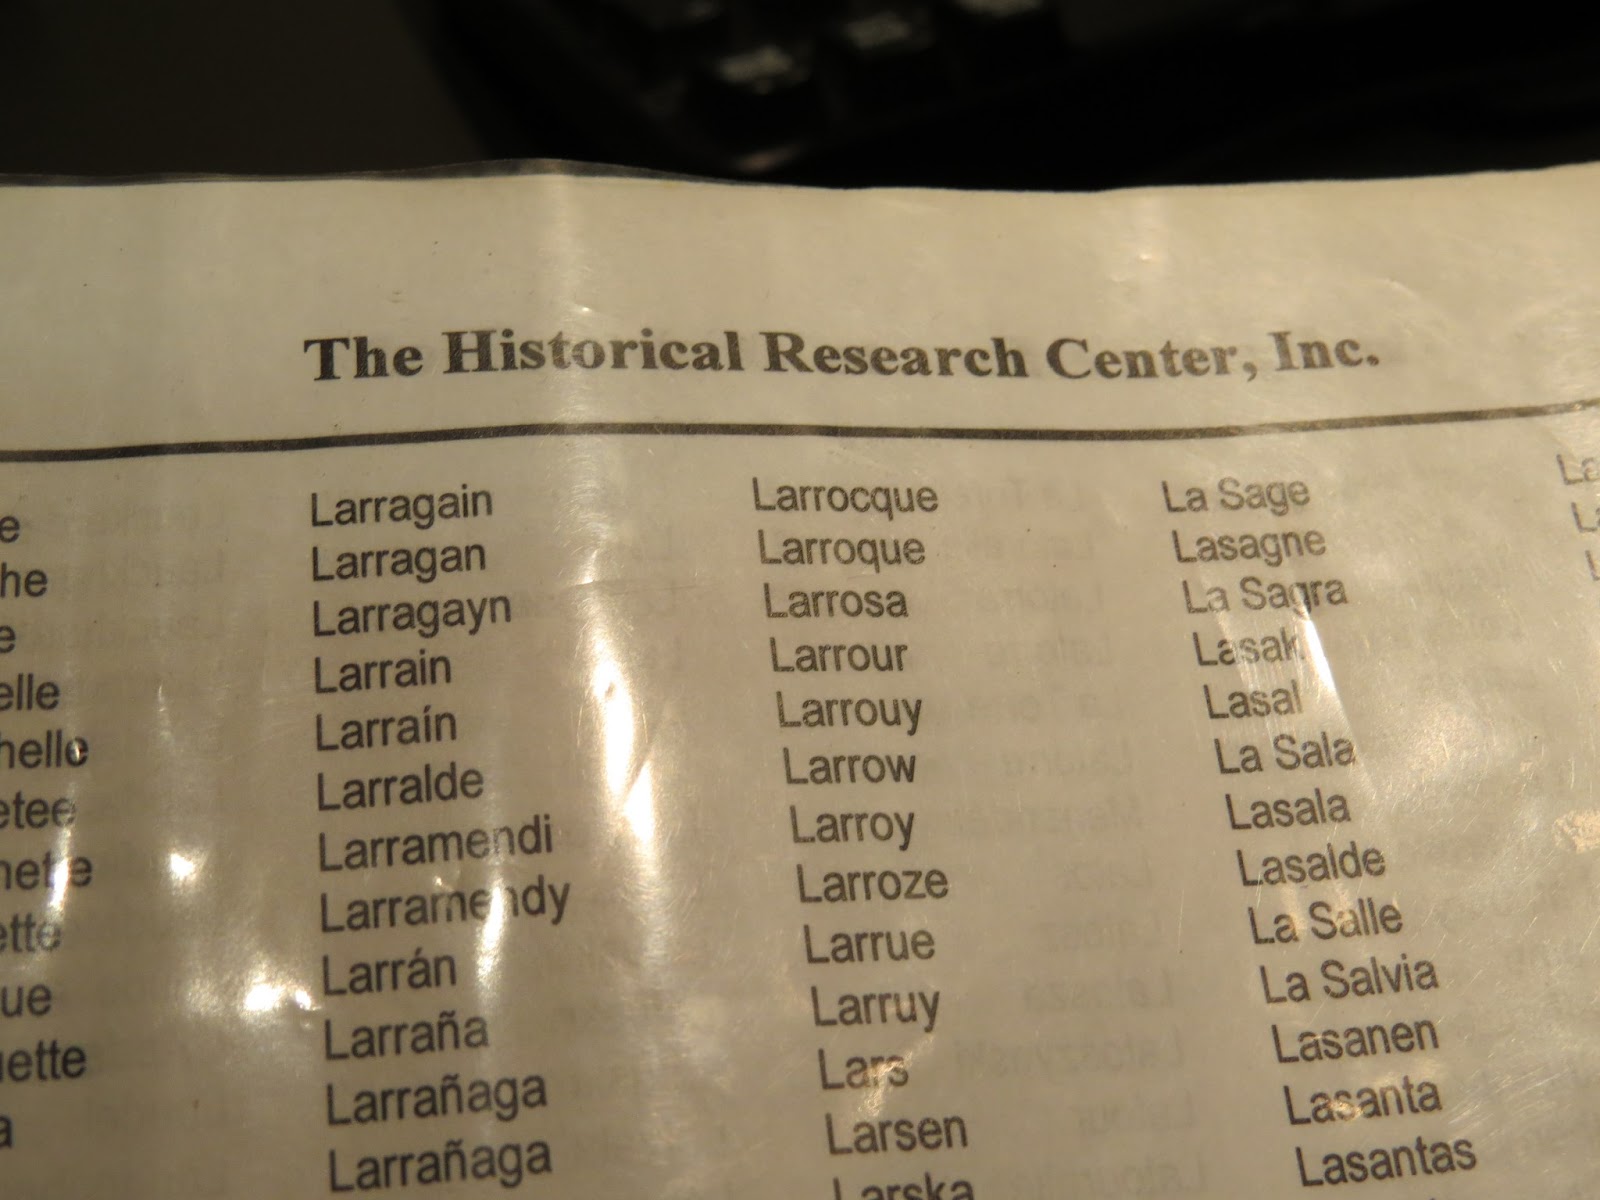 The Historical Research Center, Inc.
Larragain
Larragan
Larragayn
Larrain
Larraín
Larralde
Larramendi
Larramendy
Larrán
Larraña
Larrañaga
Larrañaga
Larrocque
Larroque
Larrosa
Larrour
Larrouy
Larrow
Larroy
Larroze
Larrue
Larruy
Lars
Larsen
Larska
La Sage
Lasagne
La Sagra
Lasak
Lasal
La Sala
Lasala
Lasalde
La Salle
La Salvia
Lasanen
Lasanta
Lasantas